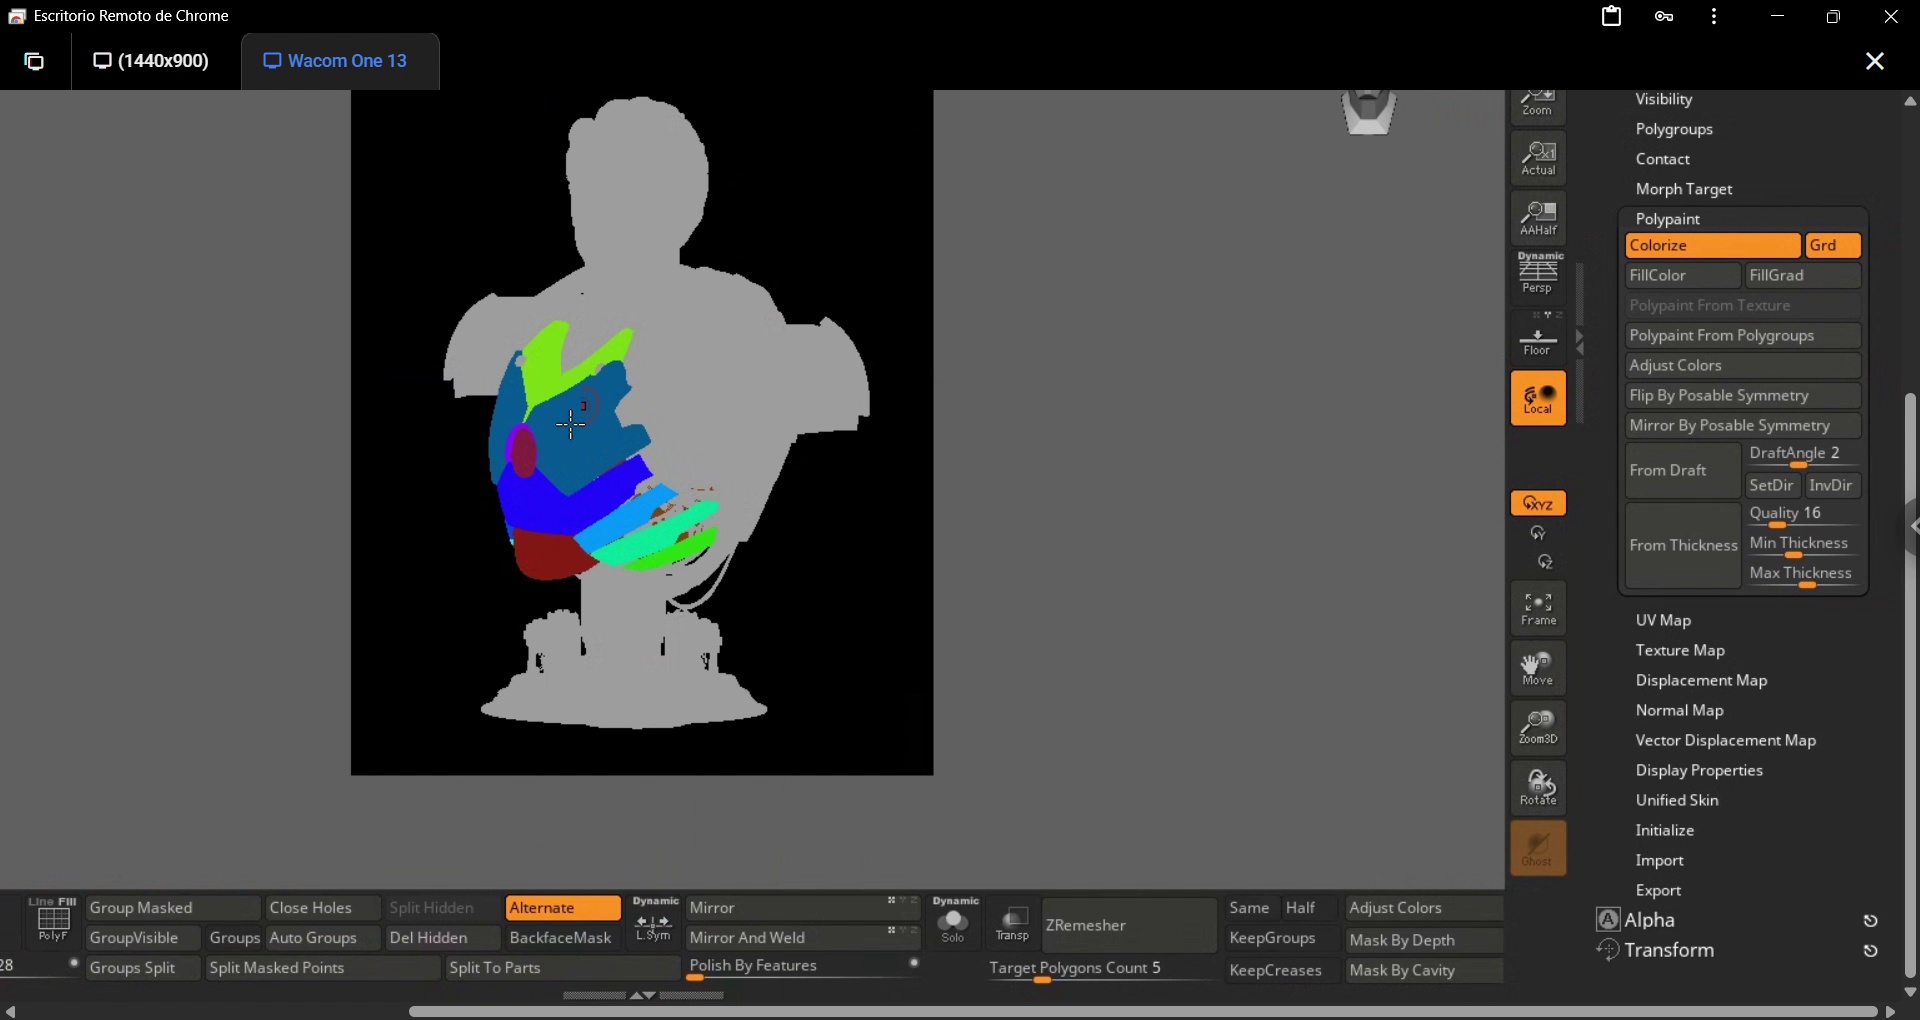 Escritorio Remoto de Chrome
(1440x900)
Wacom One 13
Zoom
Actual
AAHalf
Dynamic
Persp
Floor
Local
XYZ
Y
Z
Frame
Move
Zoom3D
Rotate
Ghost
Visibility
Polygroups
Contact
Morph Target
Polypaint
Colorize Grd
FillColor FillGrad
Polypaint From Texture
Polypaint From Polygroups
Adjust Colors
Flip By Posable Symmetry
Mirror By Posable Symmetry
From Draft DraftAngle 2
SetDir InvDir
Quality 16
From Thickness Min Thickness
Max Thickness
UV Map
Texture Map
Displacement Map
Normal Map
Vector Displacement Map
Display Properties
Unified Skin
Initialize
Import
Export
Alpha
Transform
Line Fill
PolyF
28
Group Masked Close Holes Split Hidden Alternate
GroupVisible Groups Auto Groups Del Hidden BackfaceMask
Groups Split Split Masked Points Split To Parts
Dynamic
L.Sym
Mirror
Mirror And Weld
Polish By Features
Dynamic
Solo
Transp
ZRemesher
Target Polygons Count 5
Same Half Adjust Colors
KeepGroups Mask By Depth
KeepCreases Mask By Cavity